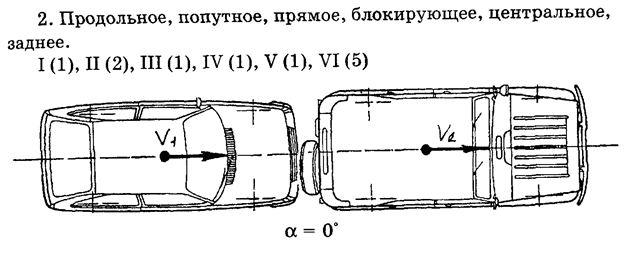 2. Продольное, попутное, прямое, блокирующее, центральное,
заднее.
I (1), II (2), III (1), IV (1), V (1), VI (5)
V₁
V₂
α = 0°